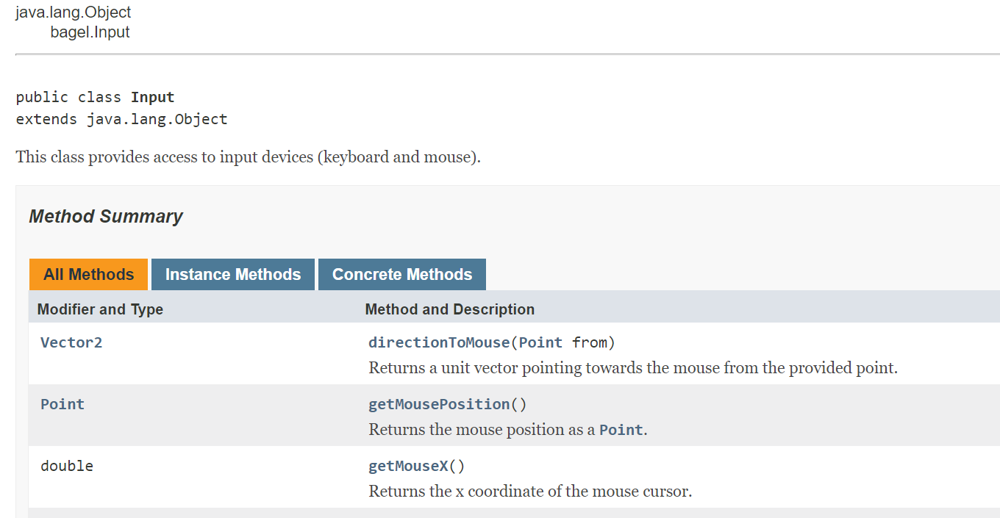 java.lang.Object
bagel.Input
public class Input
extends java.lang.Object
This class provides access to input devices (keyboard and mouse).
Method Summary
All Methods Instance Methods Concrete Methods
Modifier and Type Method and Description
Vector2 directionToMouse(Point from)
Returns a unit vector pointing towards the mouse from the provided point.
Point getMousePosition()
Returns the mouse position as a Point.
double getMouseX()
Returns the x coordinate of the mouse cursor.